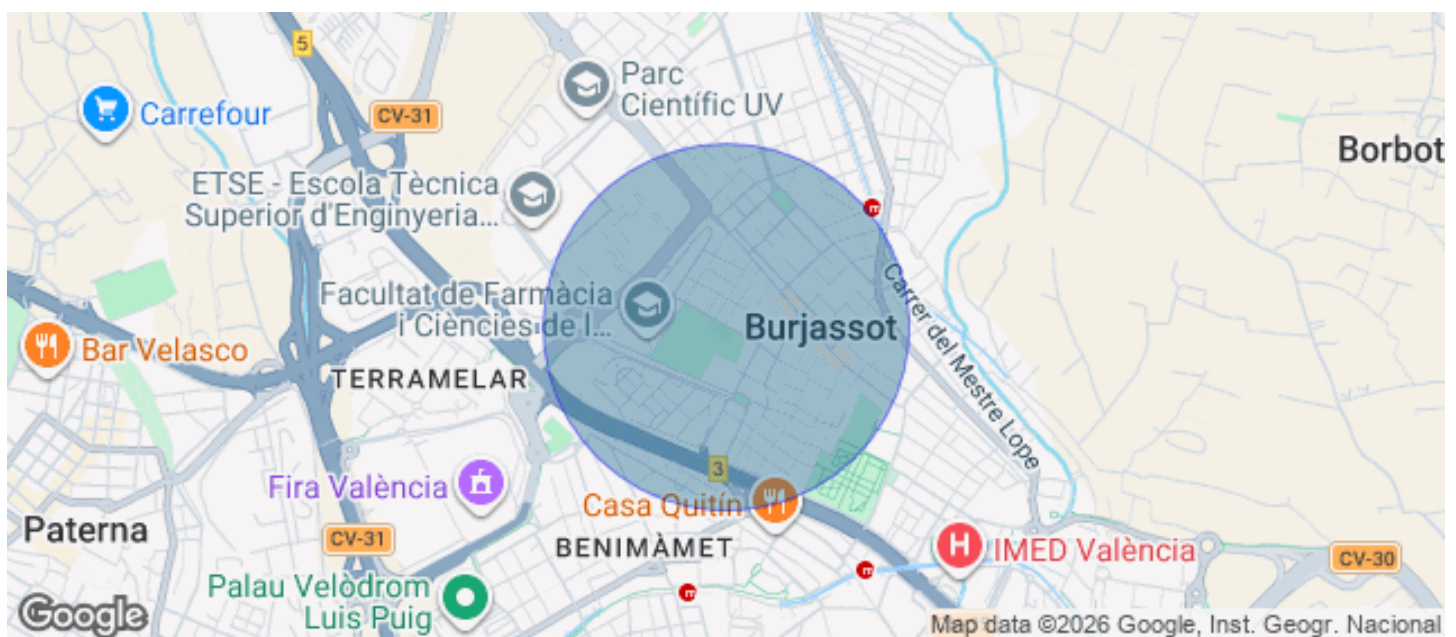 5
Parc
Científic UV
Carrefour
CV-31
Borbot
ETSE - Escola Tècnica
Superior d'Enginyeria...
Carrer del Mestre Lope
Facultat de Farmàcia
i Ciències de l...
Burjassot
Bar Velasco
TERRAMELAR
3
Fira València
Casa Quitín
Paterna
CV-31
BENIMÀMET
IMED València
CV-30
Palau Velòdrom
Luis Puig
Google
Map data ©2026 Google, Inst. Geogr. Nacional